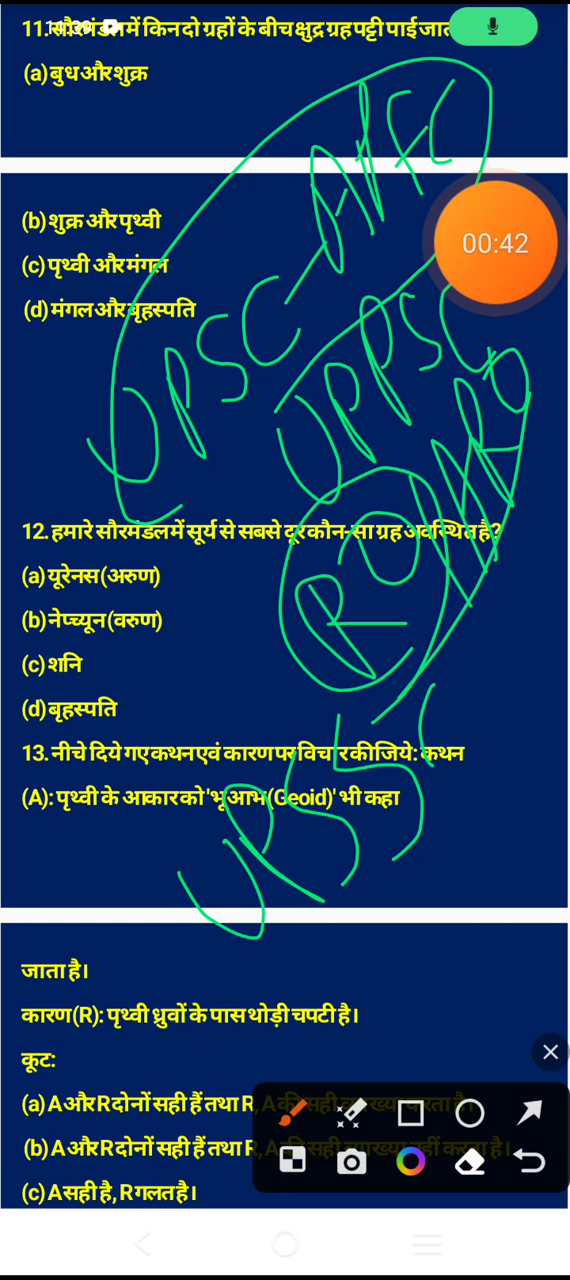 11. सौरमंडल में किन दो ग्रहों के बीच क्षुद्रग्रह पट्टी पाई
(a) बुध और शुक्र
UPSC-APFC
(b) शुक्र और पृथ्वी
00:42
(c) पृथ्वी और मंगल
(d) मंगल और बृहस्पति
UPPSC
RO/ARO
12. हमारे सौरमंडल में सूर्य से सबसे दूर कौन-सा ग्रह अवस्थित है?
(a) यूरेनस (अरुण)
(b) नेप्च्यून (वरुण)
(c) शनि
(d) बृहस्पति
13. नीचे दिये गए कथन एवं कारण पर विचार कीजिये: कथन
(A): पृथ्वी के आकार को 'भूआभ (Geoid)' भी कहा
जाता है।
कारण (R): पृथ्वी ध्रुवों के पास थोड़ी चपटी है।
कूट:
(a) A और R दोनों सही हैं तथा R, A की सही व्याख्या करता है।
(b) A और R दोनों सही हैं तथा R, A की सही व्याख्या नहीं करता है।
(c) A सही है, R गलत है।